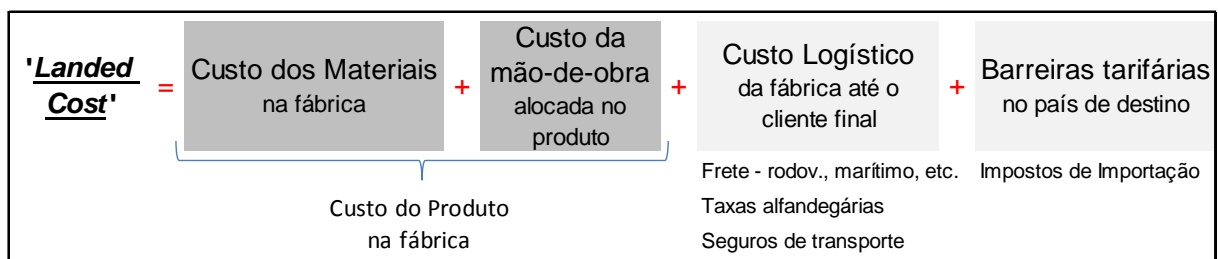 'Landed
Cost'
=
Custo dos Materiais
na fábrica
+
Custo da
mão-de-obra
alocada no
produto
+
Custo Logístico
da fábrica até o
cliente final
+
Barreiras tarifárias
no país de destino
Frete - rodov., marítimo, etc.
Taxas alfandegárias
Seguros de transporte
Impostos de Importação
Custo do Produto
na fábrica